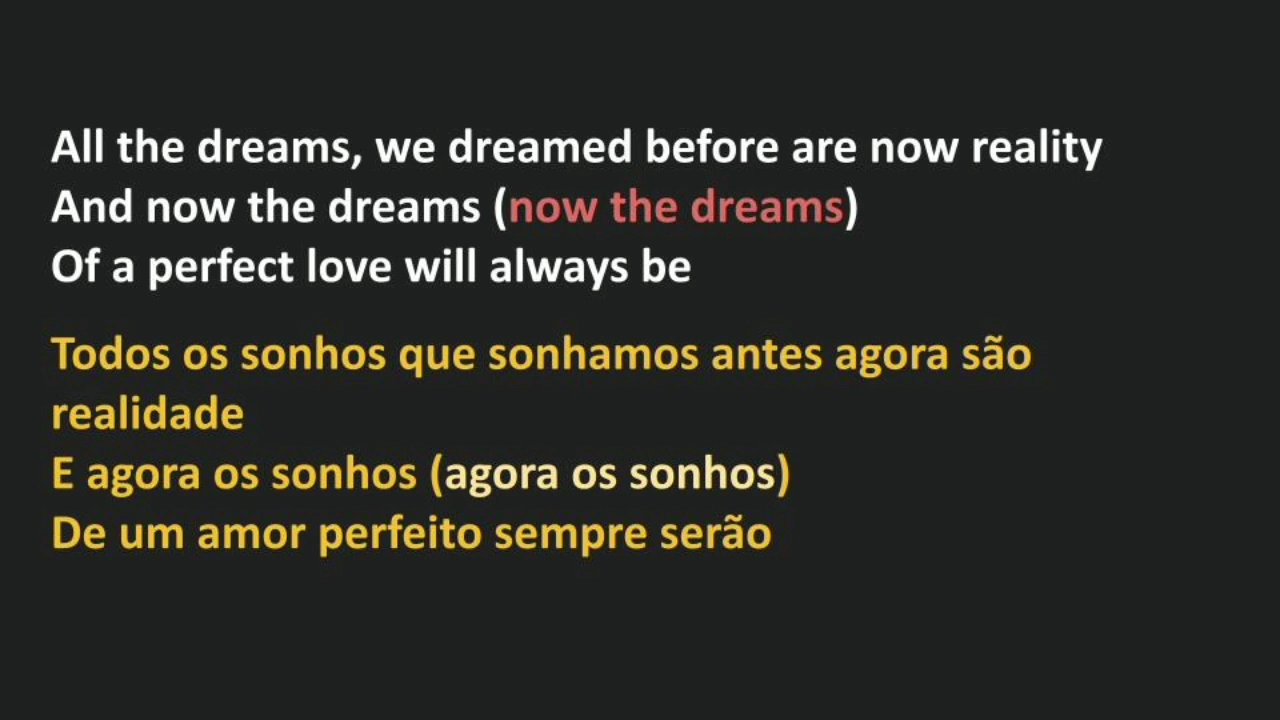 All the dreams, we dreamed before are now reality
And now the dreams (now the dreams)
Of a perfect love will always be
Todos os sonhos que sonhamos antes agora são
realidade
E agora os sonhos (agora os sonhos)
De um amor perfeito sempre serão